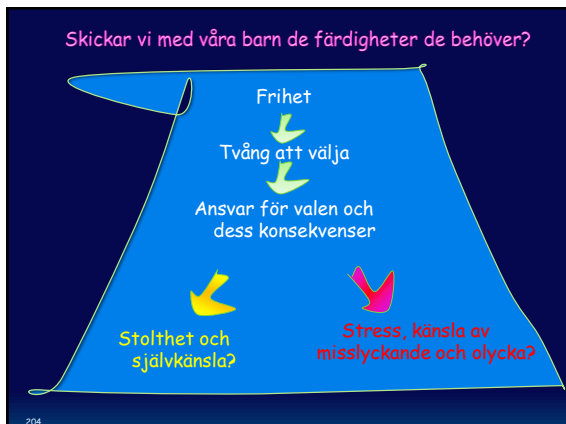 Skickar vi med våra barn de färdigheter de behöver?
Frihet
Tvång att välja
Ansvar för valen och
dess konsekvenser
Stolthet och
självkänsla?
Stress, känsla av
misslyckande och olycka?
204